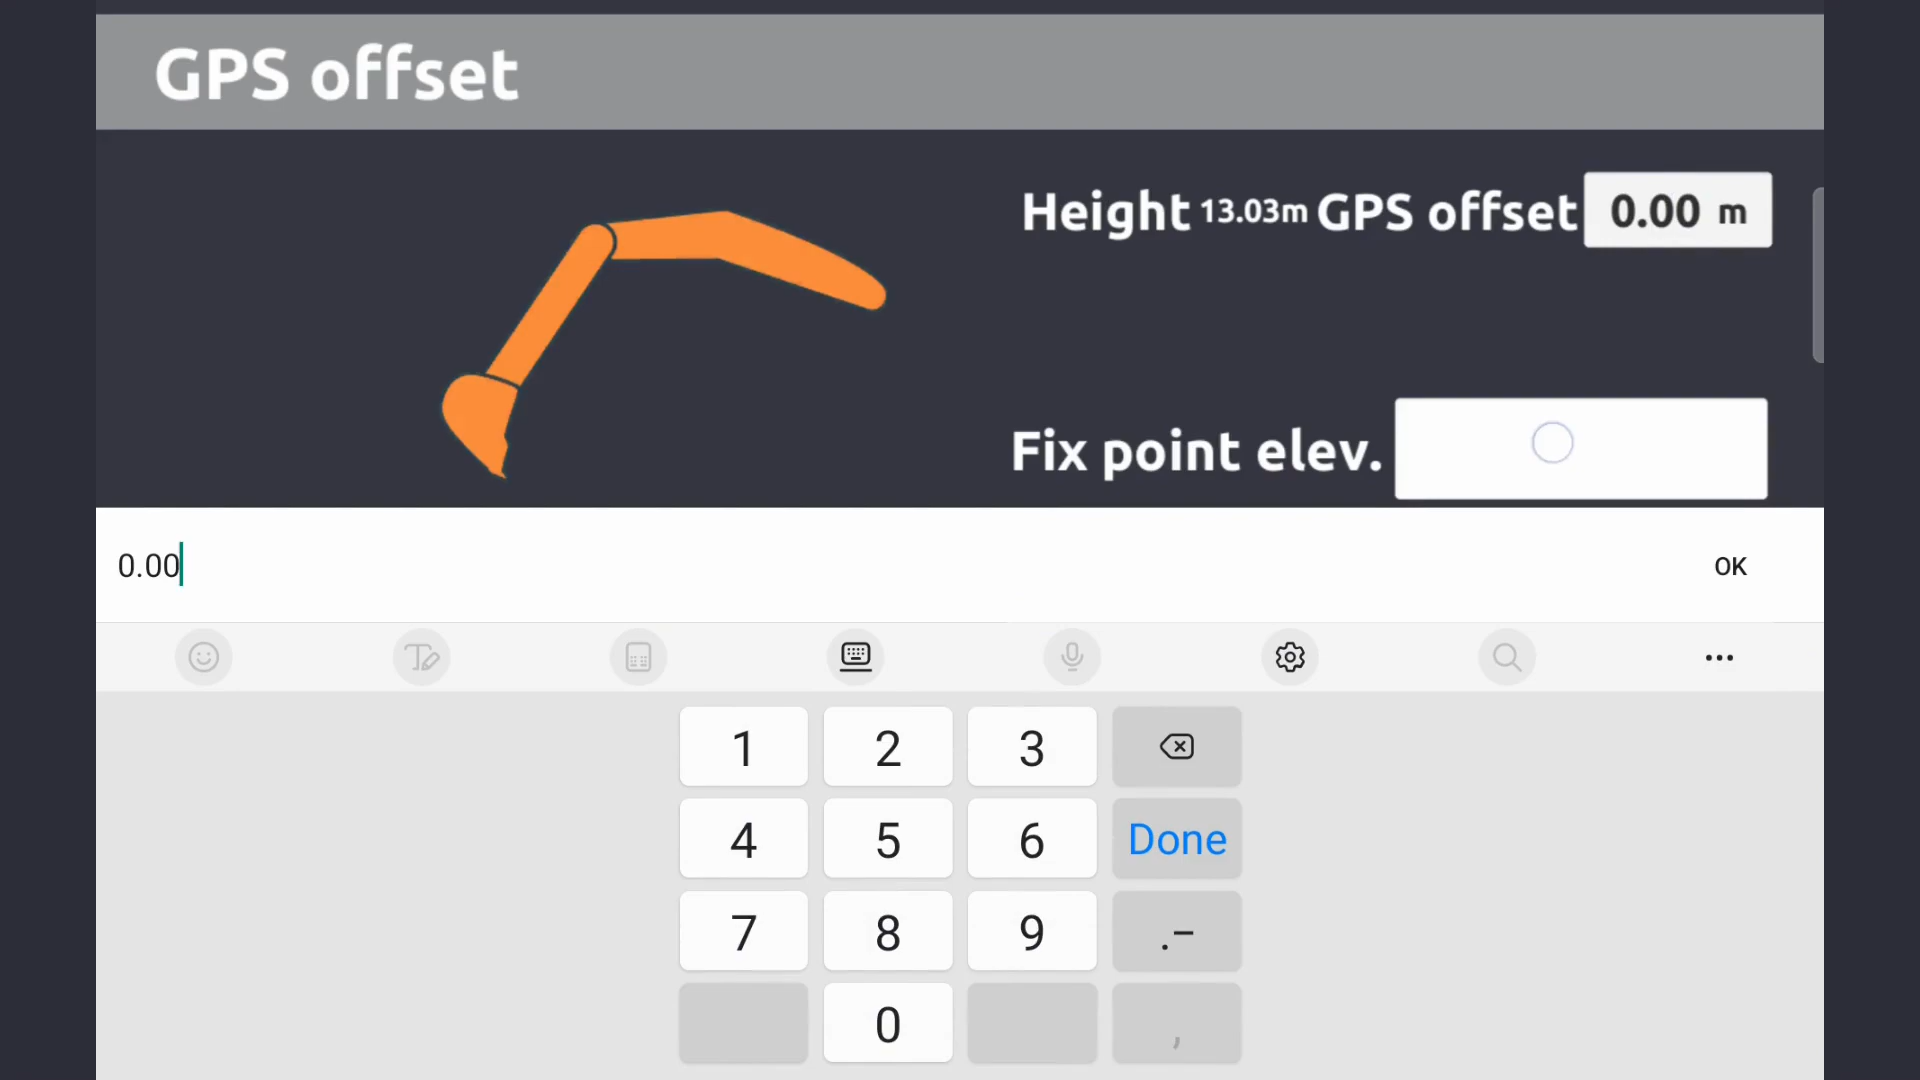 GPS offset
Height 13.03m GPS offset 0.00 m
Fix point elev.
0.00 OK
1 2 3
4 5 6 Done
7 8 9 .-
0 ,